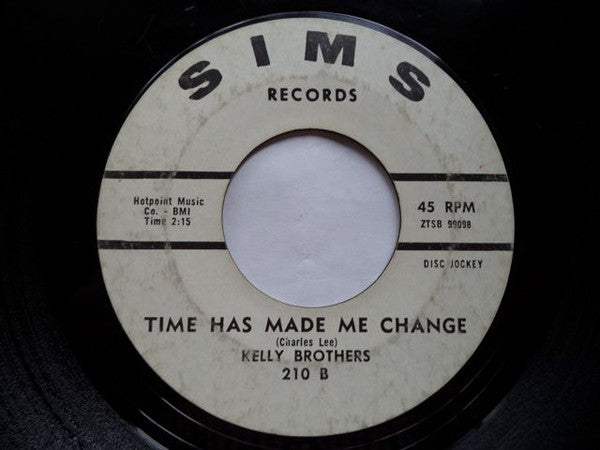 SIMS
RECORDS
Hotpoint Music
Co. - BMI
Time 2:15
45 RPM
ZTSB 99098
DISC JOCKEY
TIME HAS MADE ME CHANGE
(Charles Lee)
KELLY BROTHERS
210 B